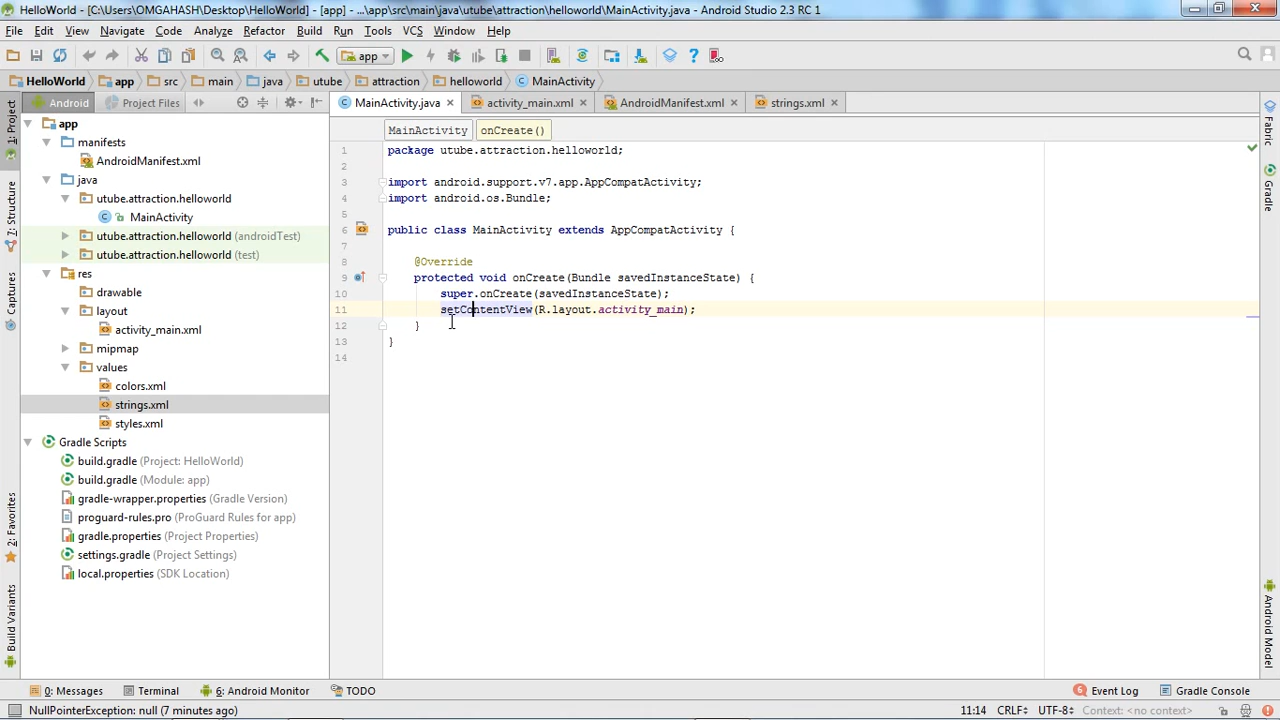 HelloWorld - [C:\Users\OMGAHASH\Desktop\HelloWorld] - [app] - ...\app\src\main\java\utube\attraction\helloworld\MainActivity.java - Android Studio 2.3 RC 1
File Edit View Navigate Code Analyze Refactor Build Run Tools VCS Window Help
app
HelloWorld app src main java utube attraction helloworld MainActivity
Android Project Files
MainActivity.java activity_main.xml AndroidManifest.xml strings.xml
MainActivity onCreate()
1: Project
Z: Structure
Captures
2: Favorites
Build Variants
app
manifests
AndroidManifest.xml
java
utube.attraction.helloworld
MainActivity
utube.attraction.helloworld (androidTest)
utube.attraction.helloworld (test)
res
drawable
layout
activity_main.xml
mipmap
values
colors.xml
strings.xml
styles.xml
Gradle Scripts
build.gradle (Project: HelloWorld)
build.gradle (Module: app)
gradle-wrapper.properties (Gradle Version)
proguard-rules.pro (ProGuard Rules for app)
gradle.properties (Project Properties)
settings.gradle (Project Settings)
local.properties (SDK Location)
1 package utube.attraction.helloworld;
2
3 import android.support.v7.app.AppCompatActivity;
4 import android.os.Bundle;
5
6 public class MainActivity extends AppCompatActivity {
7
8 @Override
9 protected void onCreate(Bundle savedInstanceState) {
10 super.onCreate(savedInstanceState);
11 setContentView(R.layout.activity_main);
12 }
13 }
14
Fabric
Gradle
Android Model
0: Messages Terminal 6: Android Monitor TODO Event Log Gradle Console
NullPointerException: null (7 minutes ago) 11:14 CRLF UTF-8 Context: <no context>